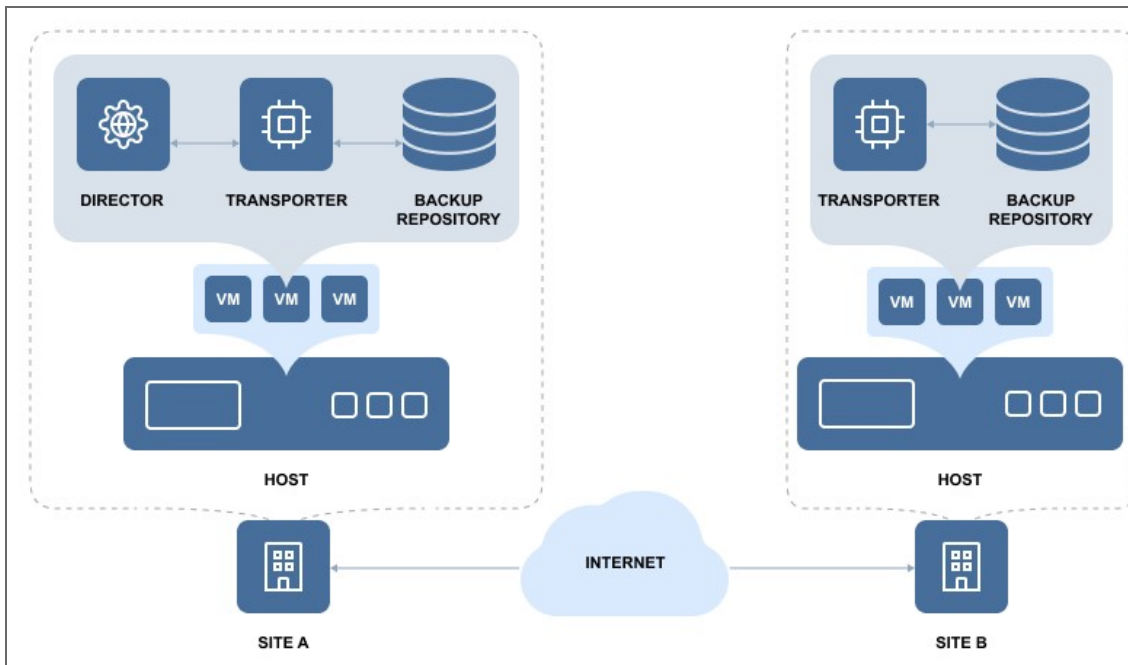 DIRECTOR
TRANSPORTER
BACKUP
REPOSITORY
VM
VM
VM
HOST
SITE A
INTERNET
TRANSPORTER
BACKUP
REPOSITORY
VM
VM
VM
HOST
SITE B